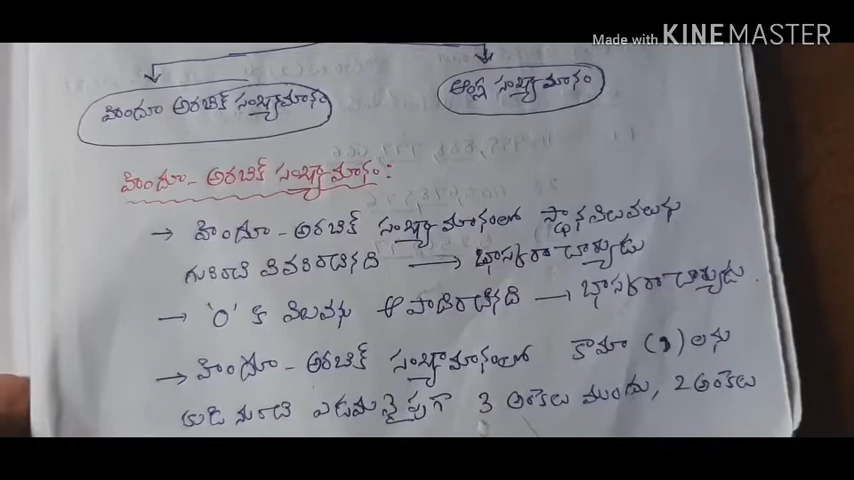 Made with KINEMASTER
హిందూ అరబిక్ సంఖ్యామానం
ఆంగ్ల సంఖ్యామానం
హిందూ - అరబిక్ సంఖ్యామానం :
→ హిందూ - అరబిక్ సంఖ్యామానంలో స్థాన విలువలును
గురించి వివరించినది → భాస్కరాచార్యుడు
→ '0' కి విలువను ఆపాదించినది → భాస్కరాచార్యుడు .
→ హిందూ - అరబిక్ సంఖ్యామానంలో కామా (,) లను
కుడి నుంచి ఎడమ వైపుగా 3 అంకెలు ముందు, 2 అంకెలు